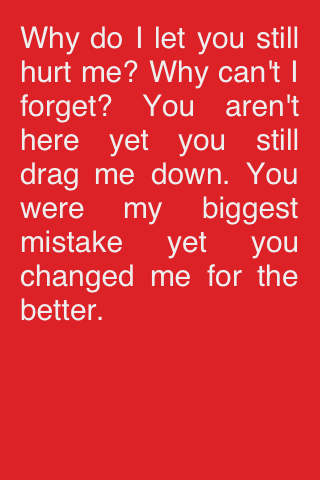 Why do I let you still
hurt me? Why can't I
forget? You aren't
here yet you still
drag me down. You
were my biggest
mistake yet you
changed me for the
better.